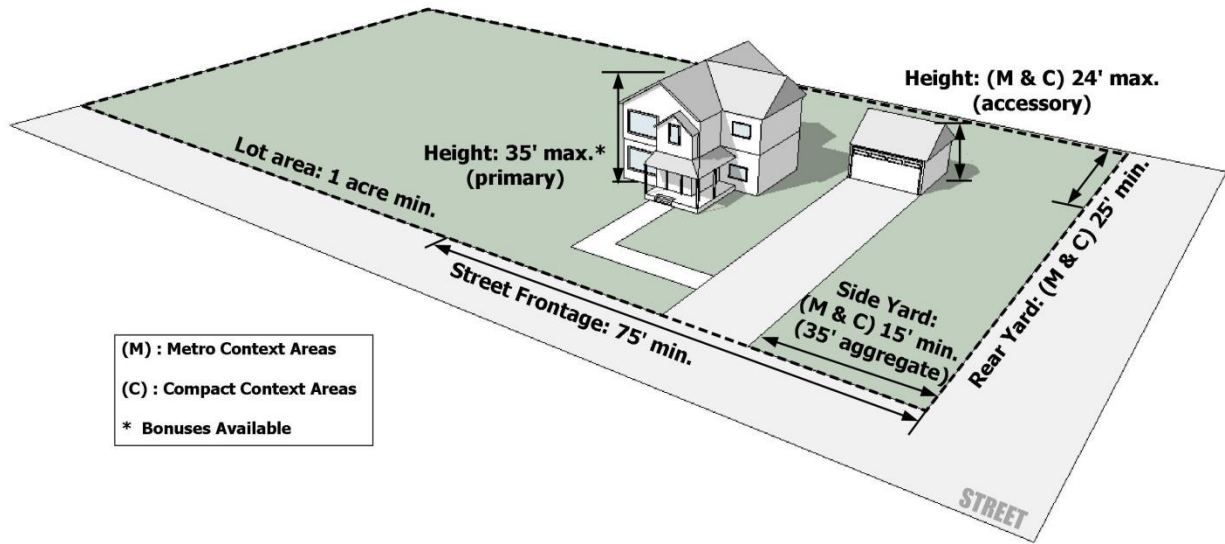 Height: (M & C) 24' max.
(accessory)
Height: 35' max.*
(primary)
Lot area: 1 acre min.
Street Frontage: 75' min.
Side Yard:
(M & C) 15' min.
(35' aggregate)
Rear Yard: (M & C) 25' min.
(M) : Metro Context Areas
(C) : Compact Context Areas
* Bonuses Available
STREET